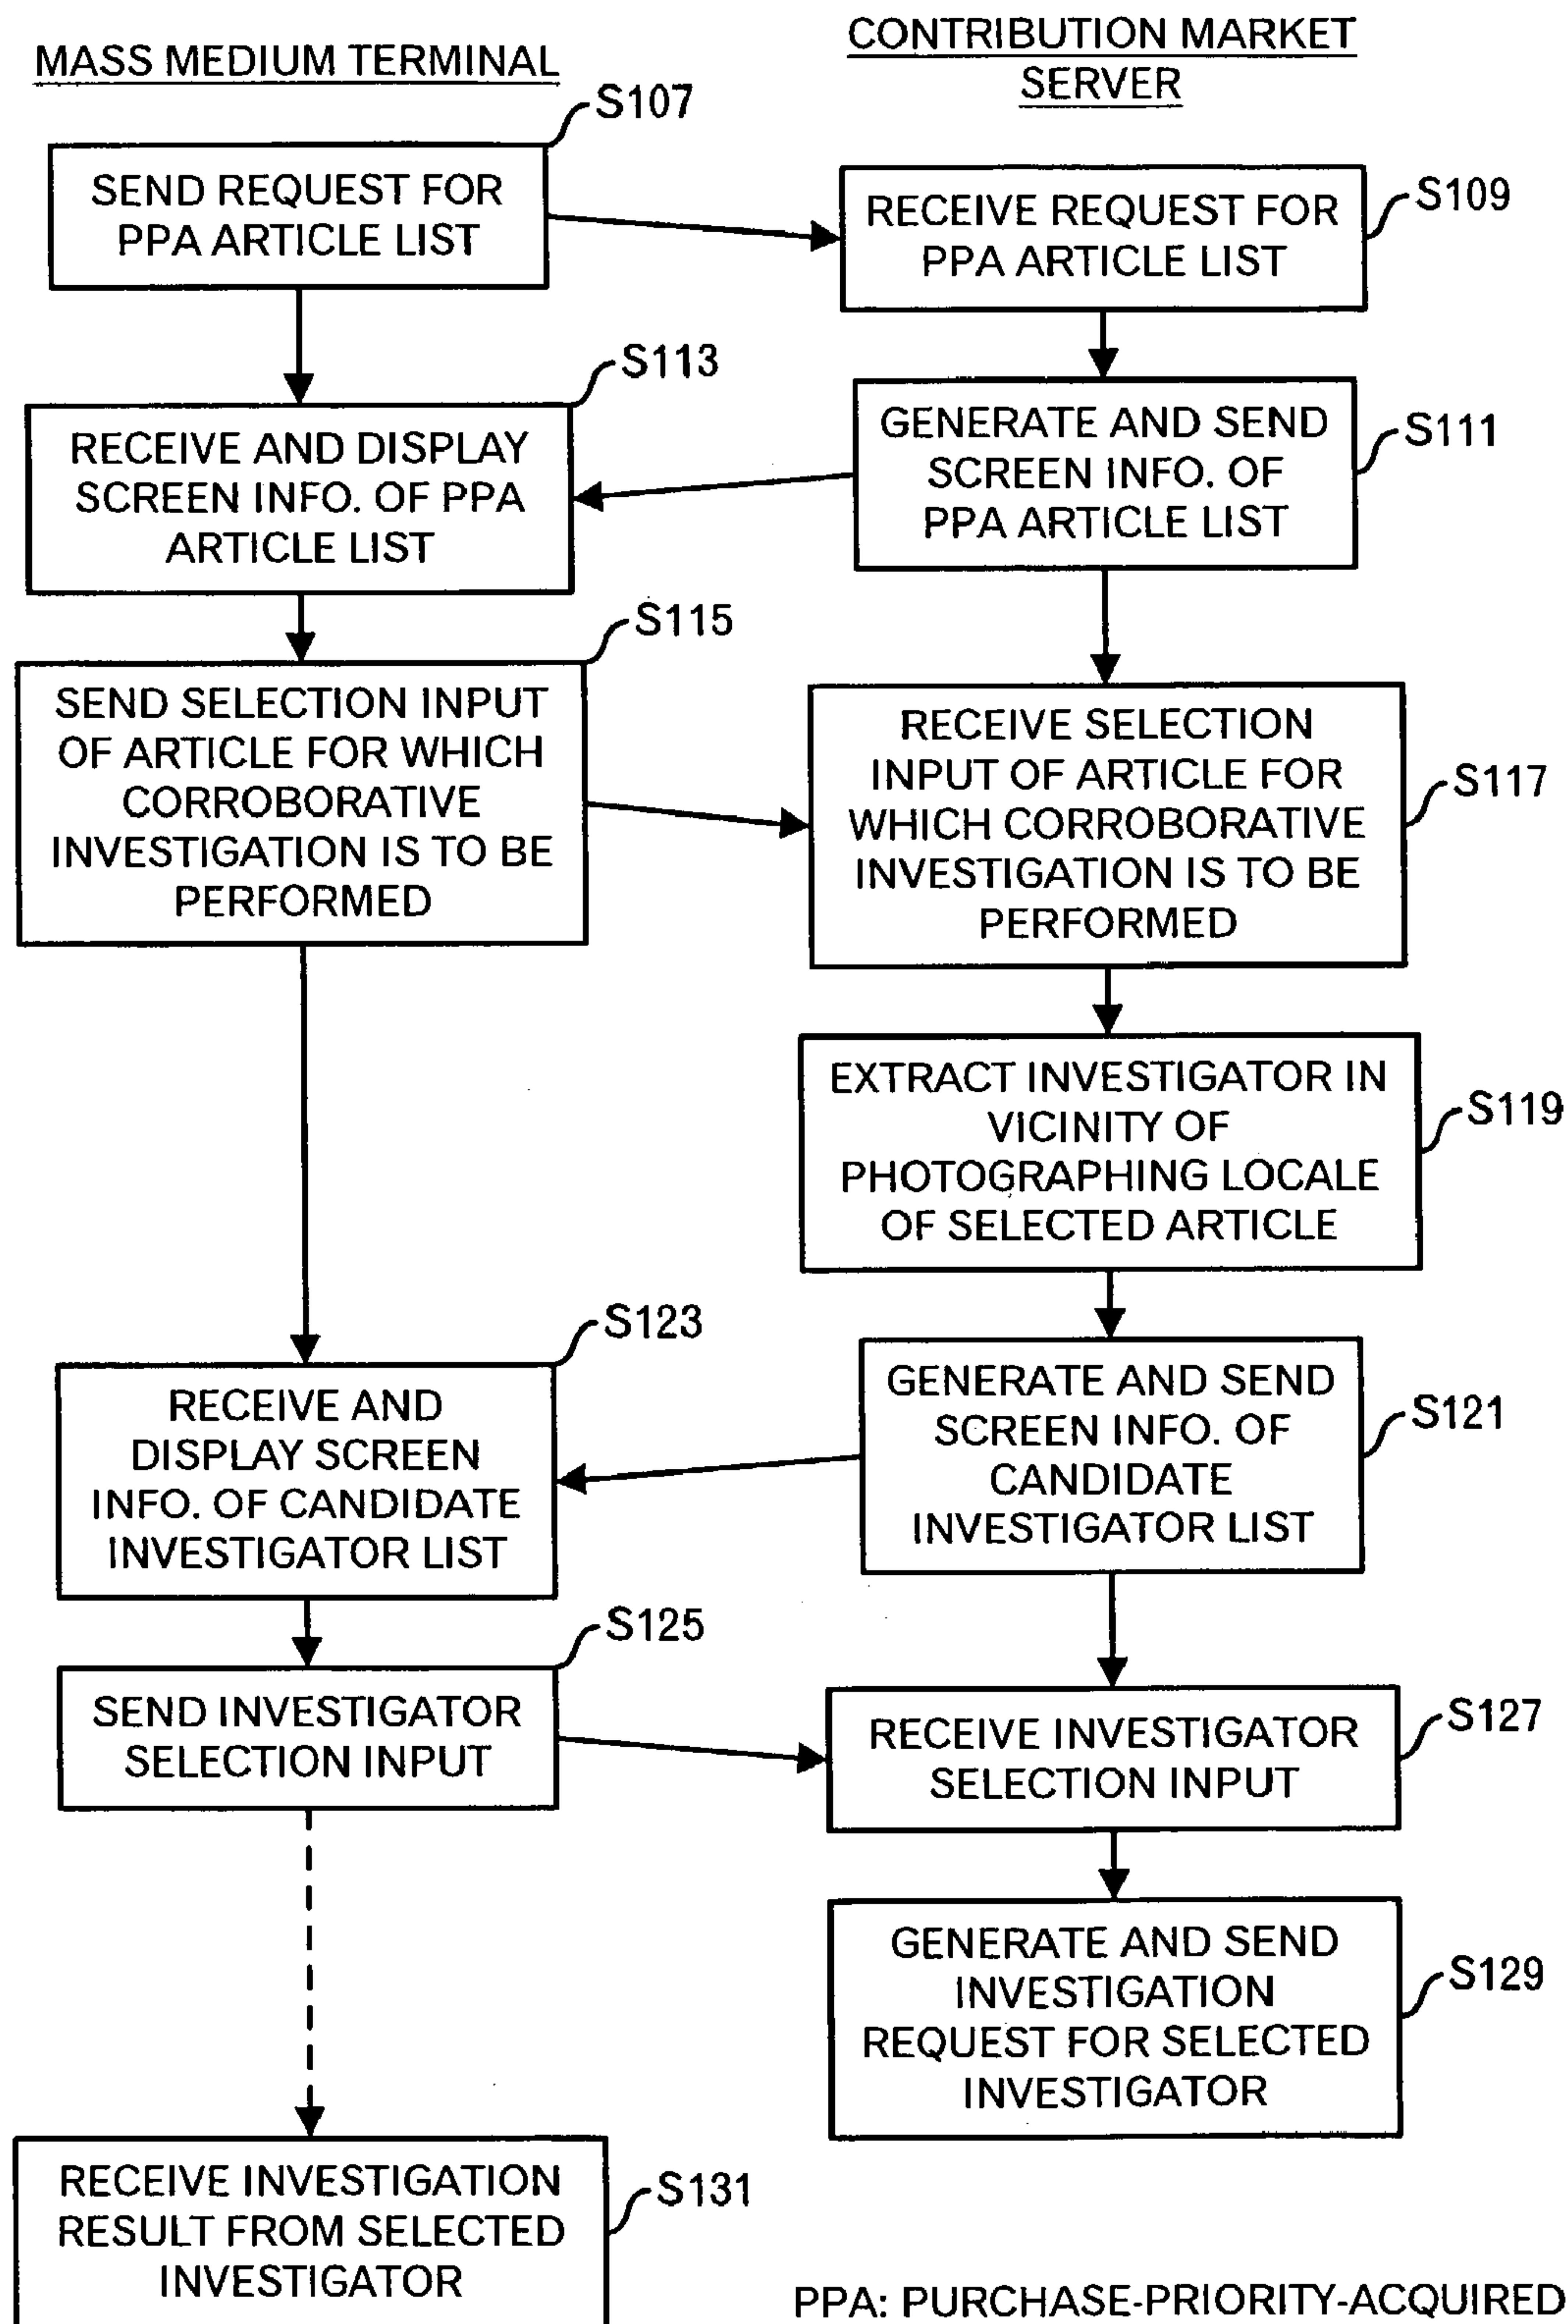 MASS MEDIUM TERMINAL
CONTRIBUTION MARKET
SERVER
S107
SEND REQUEST FOR
PPA ARTICLE LIST
S109
RECEIVE REQUEST FOR
PPA ARTICLE LIST
S113
RECEIVE AND DISPLAY
SCREEN INFO. OF PPA
ARTICLE LIST
S111
GENERATE AND SEND
SCREEN INFO. OF
PPA ARTICLE LIST
S115
SEND SELECTION INPUT
OF ARTICLE FOR WHICH
CORROBORATIVE
INVESTIGATION IS TO BE
PERFORMED
S117
RECEIVE SELECTION
INPUT OF ARTICLE FOR
WHICH CORROBORATIVE
INVESTIGATION IS TO BE
PERFORMED
S119
EXTRACT INVESTIGATOR IN
VICINITY OF
PHOTOGRAPHING LOCALE
OF SELECTED ARTICLE
S123
RECEIVE AND
DISPLAY SCREEN
INFO. OF CANDIDATE
INVESTIGATOR LIST
S121
GENERATE AND SEND
SCREEN INFO. OF
CANDIDATE
INVESTIGATOR LIST
S125
SEND INVESTIGATOR
SELECTION INPUT
S127
RECEIVE INVESTIGATOR
SELECTION INPUT
S129
GENERATE AND SEND
INVESTIGATION
REQUEST FOR SELECTED
INVESTIGATOR
S131
RECEIVE INVESTIGATION
RESULT FROM SELECTED
INVESTIGATOR
PPA: PURCHASE-PRIORITY-ACQUIRED